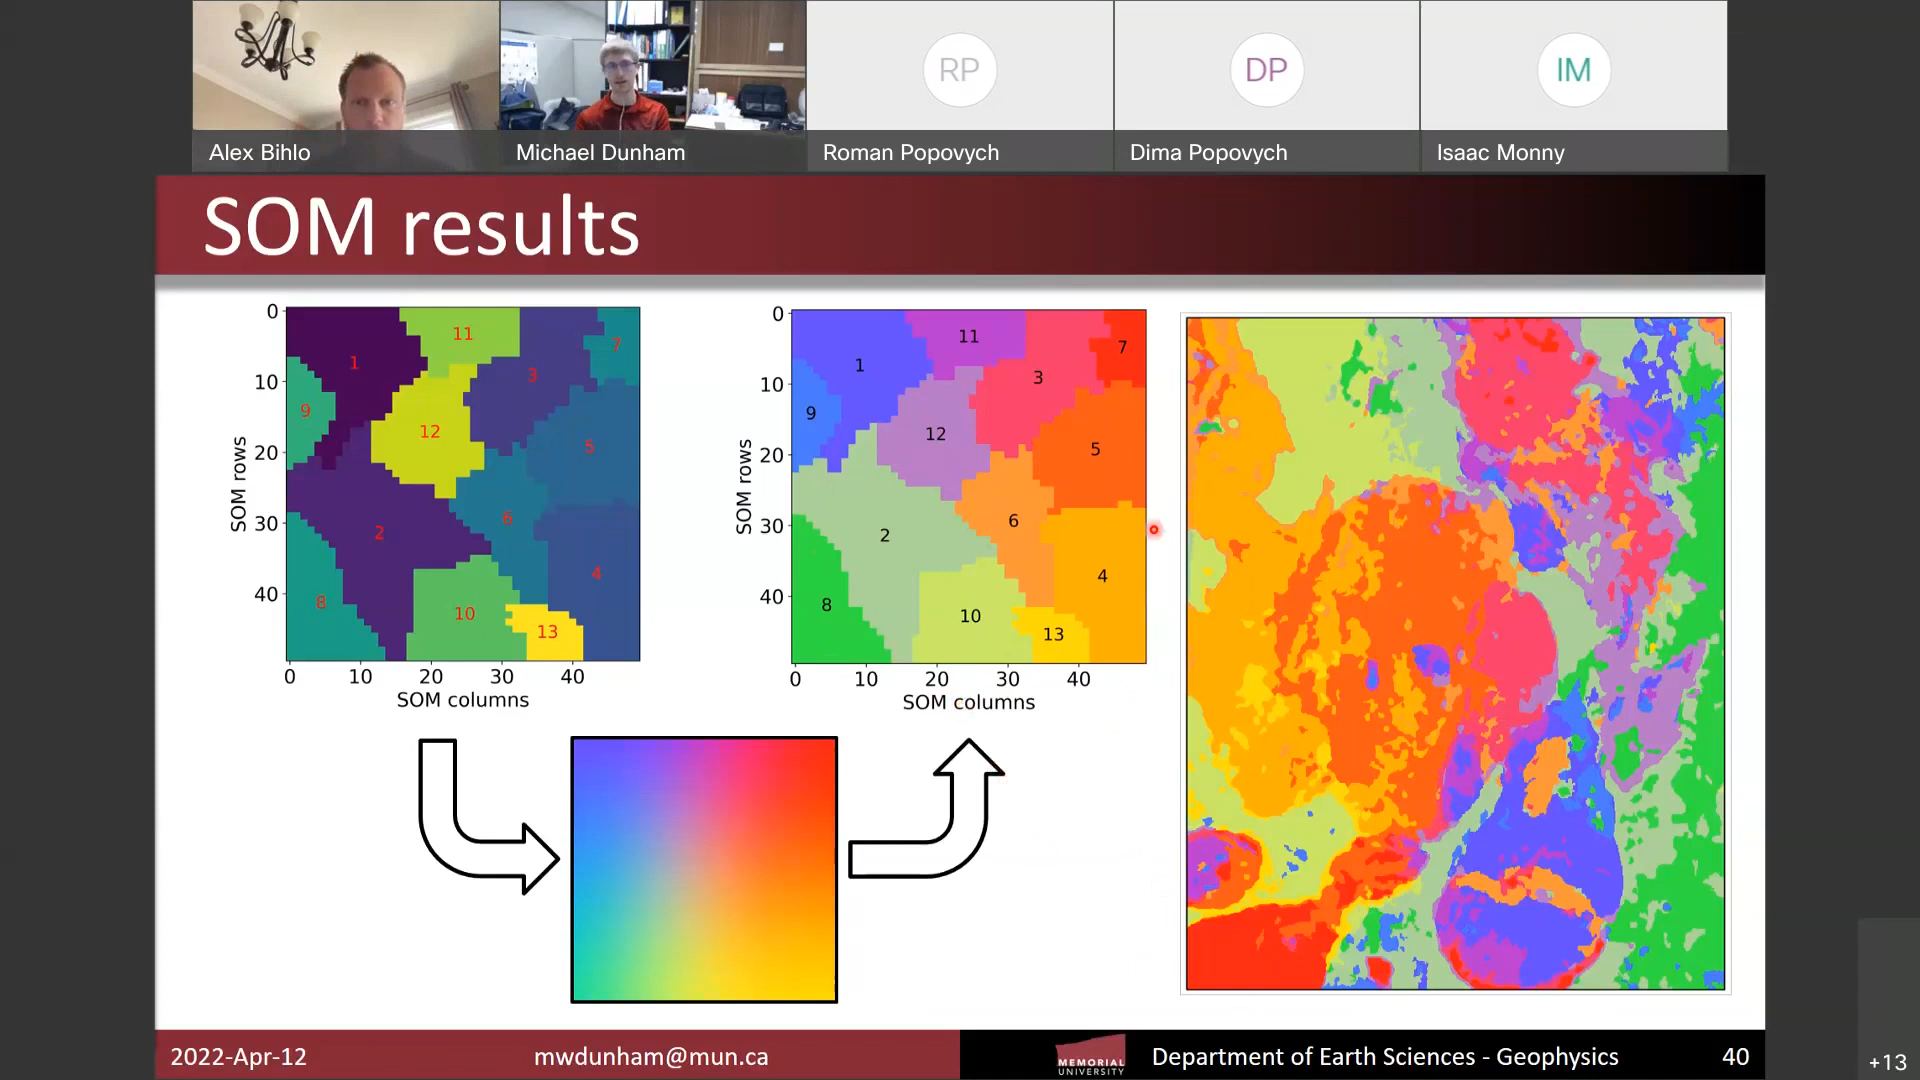 RP
DP
IM
Alex Bihlo
Michael Dunham
Roman Popovych
Dima Popovych
Isaac Monny
SOM results
0
10
20
30
40
SOM rows
1
11
7
3
9
12
5
6
2
4
8
10
13
0
10
20
30
40
SOM columns
0
10
20
30
40
SOM rows
11
7
1
3
9
12
5
6
2
4
8
10
13
0
10
20
30
40
SOM columns
2022-Apr-12
mwdunham@mun.ca
MEMORIAL
UNIVERSITY
Department of Earth Sciences - Geophysics
40
+13